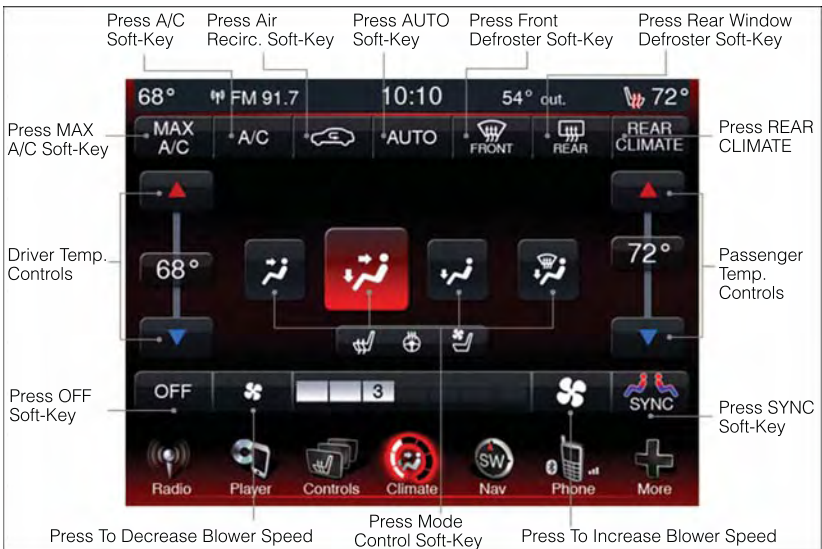 Press A/C
Soft-Key
Press Air
Recirc. Soft-Key
Press AUTO
Soft-Key
Press Front
Defroster Soft-Key
Press Rear Window
Defroster Soft-Key
68° FM 91.7 10:10 54° out. 72°
Press MAX
A/C Soft-Key
MAX
A/C
A/C
AUTO
FRONT
REAR
REAR
CLIMATE
Press REAR
CLIMATE
Driver Temp.
Controls
68°
72°
Passenger
Temp.
Controls
Press OFF
Soft-Key
OFF
3
SYNC
Press SYNC
Soft-Key
SW
Radio Player Controls Climate Nav Phone More
Press To Decrease Blower Speed
Press Mode
Control Soft-Key
Press To Increase Blower Speed